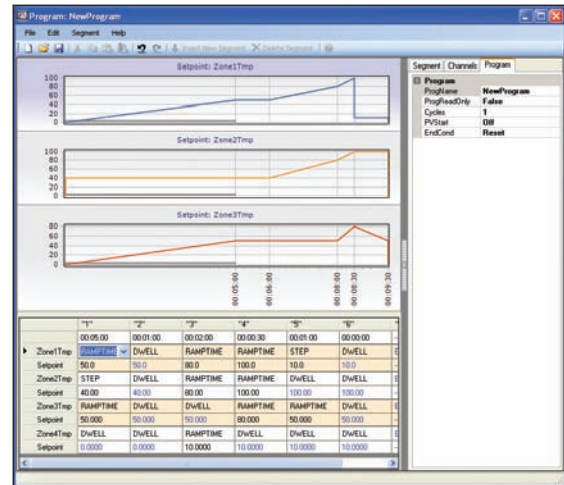 Program: NewProgram
File Edit Segment Help
Insert New Segment Delete Segment
Setpoint: Zone1Tmp
100
80
60
40
20
0
Setpoint: Zone2Tmp
100
80
60
40
20
0
Setpoint: Zone3Tmp
80
60
40
20
0
00:05:00
00:06:00
00:08:00
00:08:30
00:09:30
Segment Channels Program
Program
ProgName NewProgram
ProgReadOnly False
Cycles 1
PVStart Off
EndCond Reset
"1" "2" "3" "4" "5" "6"
00:05:00 00:01:00 00:02:00 00:00:30 00:01:00 00:00:00
Zone1Tmp RAMPTIME DWELL RAMPTIME RAMPTIME STEP DWELL
Setpoint 50.0 50.0 80.0 100.0 10.0 10.0
Zone2Tmp STEP DWELL RAMPTIME RAMPTIME DWELL DWELL
Setpoint 40.00 40.00 80.00 100.00 100.00 100.00
Zone3Tmp RAMPTIME DWELL DWELL RAMPTIME RAMPTIME DWELL
Setpoint 50.000 50.000 50.000 80.000 50.000 50.000
Zone4Tmp DWELL DWELL RAMPTIME DWELL DWELL DWELL
Setpoint 0.0000 0.0000 10.0000 10.0000 10.0000 10.0000